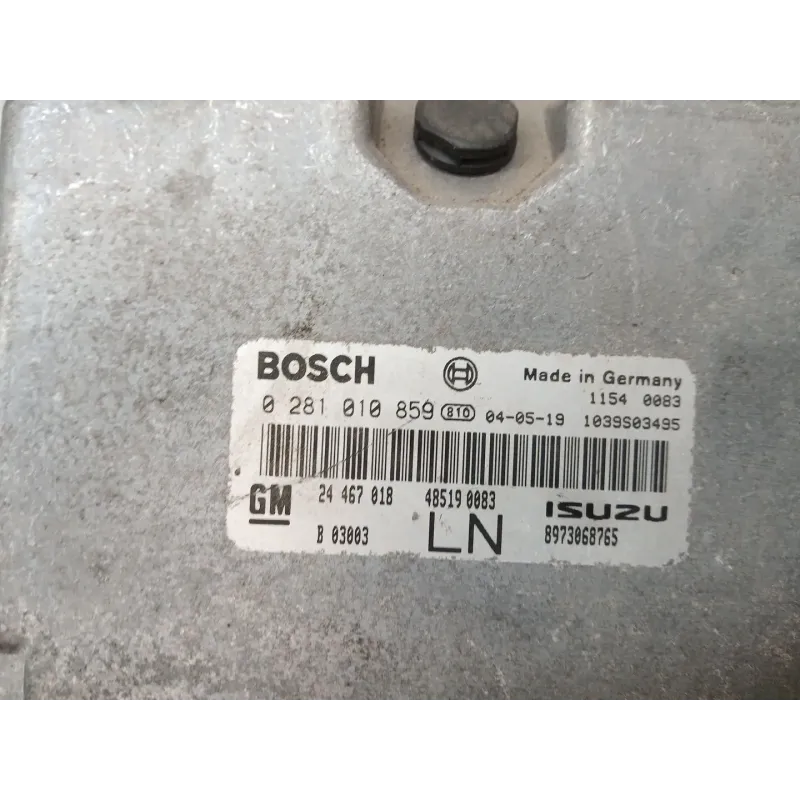 BOSCH Made in Germany
1154 0083
0 281 010 859 810 04-05-19 1039S03495
GM 24 467 018 48519 0083 ISUZU
B 03003 LN 8973068765